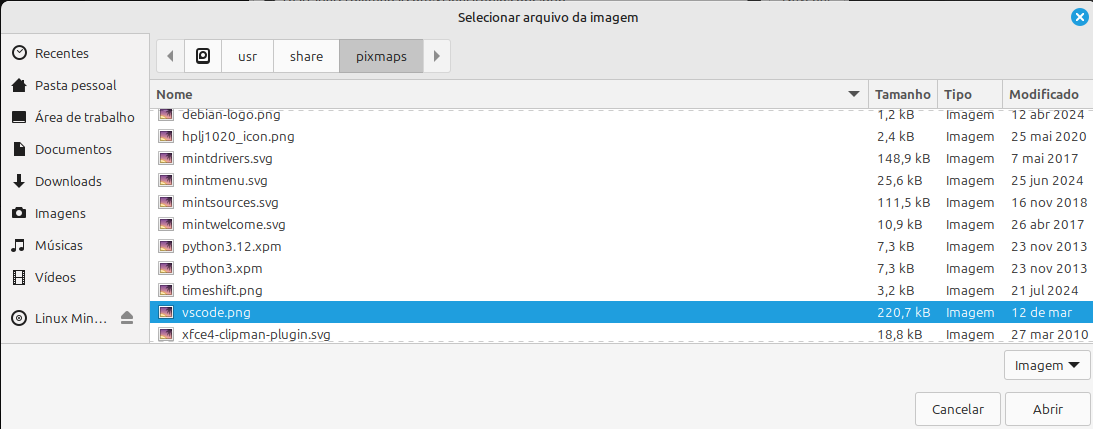 Selecionar arquivo da imagem
Recentes
Pasta pessoal
Área de trabalho
Documentos
Downloads
Imagens
Músicas
Vídeos
Linux Min...
usr share pixmaps
Nome Tamanho Tipo Modificado
debian-logo.png 1,2 kB Imagem 12 abr 2024
hplj1020_icon.png 2,4 kB Imagem 25 mai 2020
mintdrivers.svg 148,9 kB Imagem 7 mai 2017
mintmenu.svg 25,6 kB Imagem 25 jun 2024
mintsources.svg 111,5 kB Imagem 16 nov 2018
mintwelcome.svg 10,9 kB Imagem 26 abr 2017
python3.12.xpm 7,3 kB Imagem 23 nov 2013
python3.xpm 7,3 kB Imagem 23 nov 2013
timeshift.png 3,2 kB Imagem 21 jul 2024
vscode.png 220,7 kB Imagem 12 de mar
xfce4-clipman-plugin.svg 18,8 kB Imagem 27 mar 2010
Imagem
Cancelar Abrir